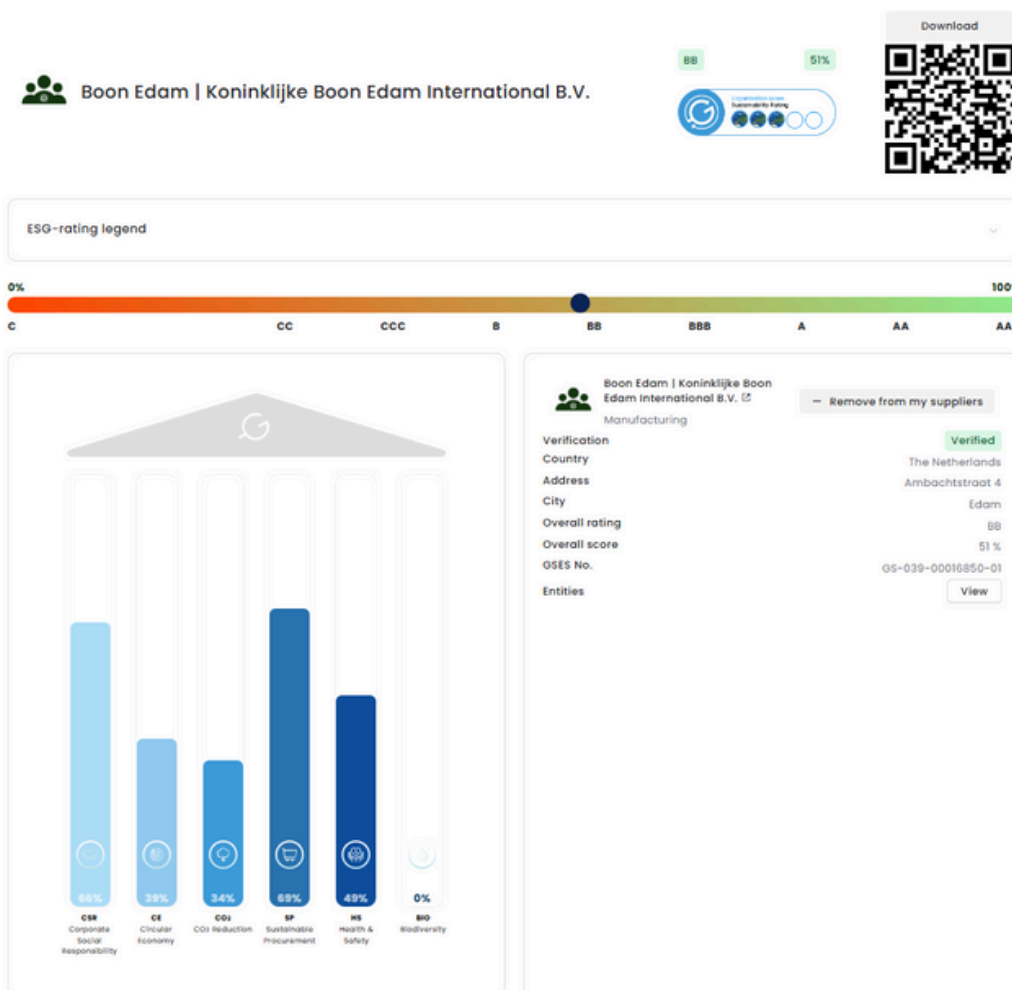 Download
BB 51%
Boon Edam | Koninklijke Boon Edam International B.V.
Sustainability Rating
ESG-rating legend
0% 100%
C CC CCC B BB BBB A AA AA
Boon Edam | Koninklijke Boon
Edam International B.V.
Manufacturing
— Remove from my suppliers
Verification Verified
Country The Netherlands
Address Ambachtstraat 4
City Edam
Overall rating BB
Overall score 51 %
GSES No. GS-039-00016850-01
Entities View
66% 39% 34% 69% 49% 0%
CSR CE CO₂ SP HS BIO
Corporate Social Responsibility
Circular Economy
CO₂ Reduction
Sustainable Procurement
Health & Safety
Biodiversity